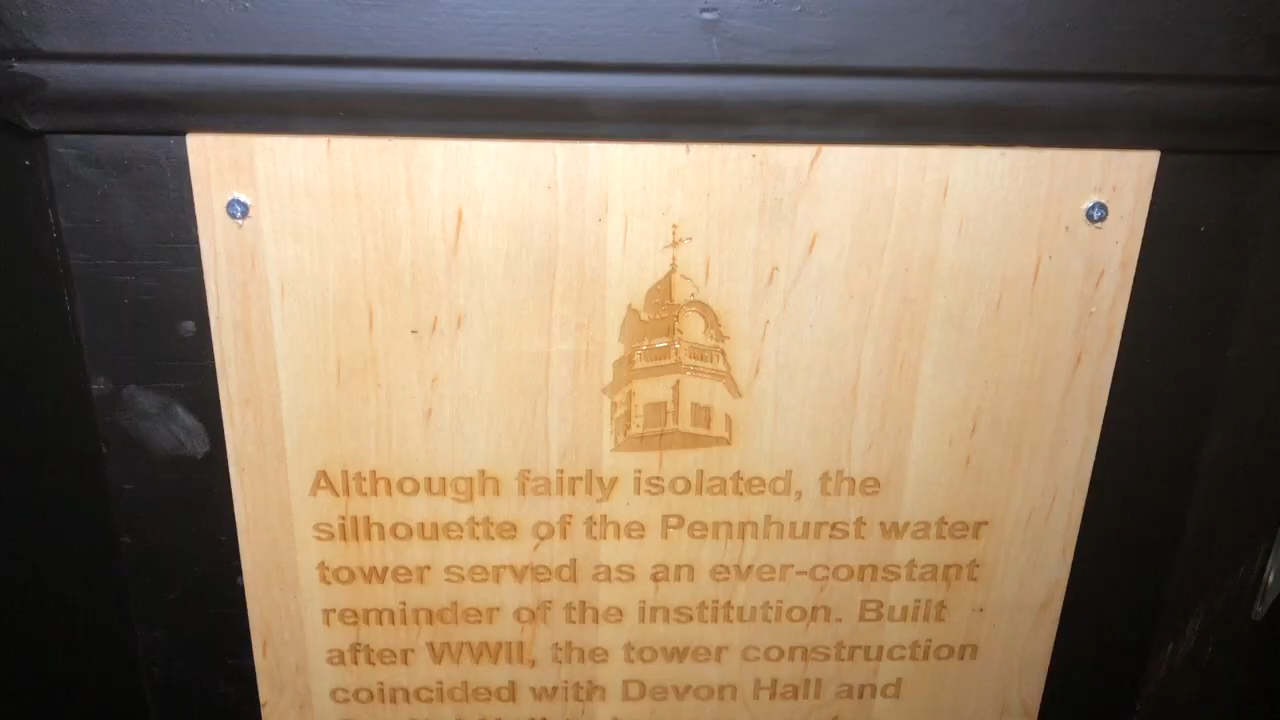 Although fairly isolated, the
silhouette of the Pennhurst water
tower served as an ever-constant
reminder of the institution. Built
after WWII, the tower construction
coincided with Devon Hall and